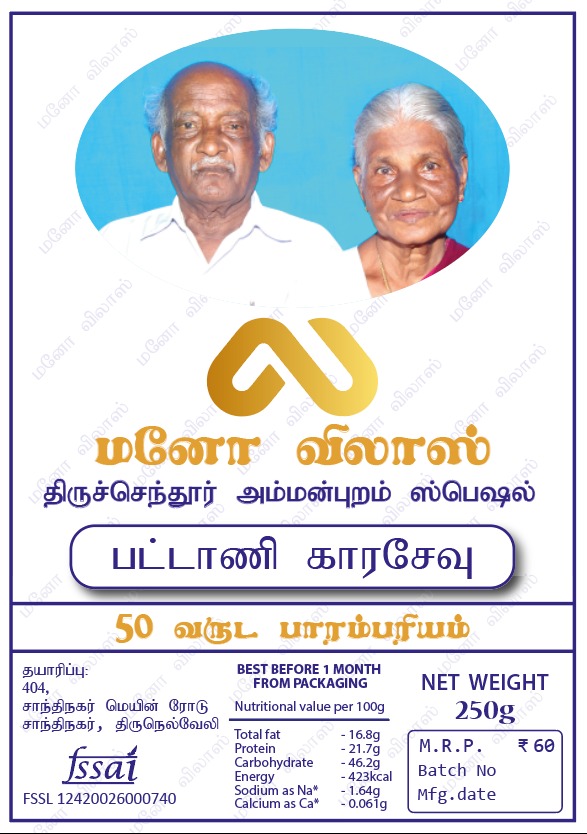 மனோ விலாஸ்
திருச்செந்தூர் அம்மன்புரம் ஸ்பெஷல்
பட்டாணி காரசேவு
50 வருட பாரம்பரியம்
தயாரிப்பு:
404,
சாந்திநகர் மெயின் ரோடு
சாந்திநகர், திருநெல்வேலி
fssai
FSSL 12420026000740
BEST BEFORE 1 MONTH
FROM PACKAGING
Nutritional value per 100g
Total fat - 16.8g
Protein - 21.7g
Carbohydrate - 46.2g
Energy - 423kcal
Sodium as Na* - 1.64g
Calcium as Ca* - 0.061g
NET WEIGHT
250g
M.R.P. ₹ 60
Batch No
Mfg.date